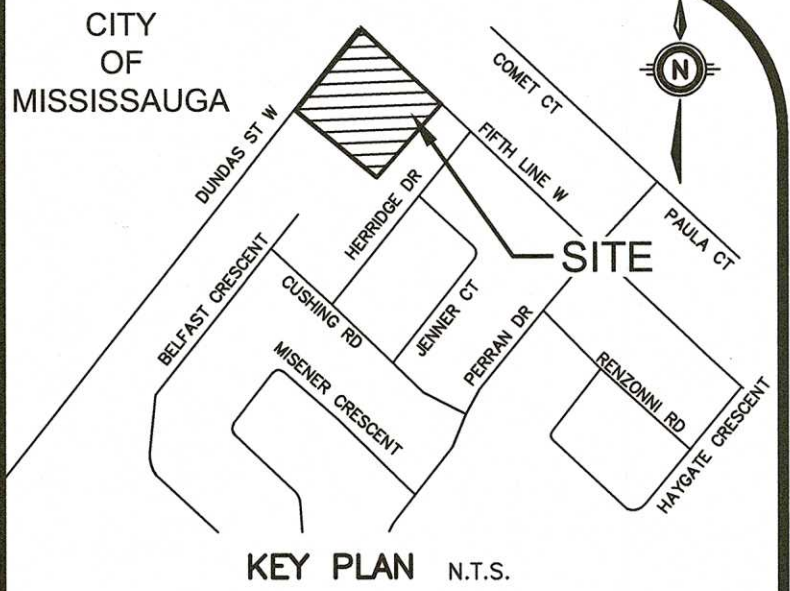 CITY
OF
MISSISSAUGA
N
COMET CT
DUNDAS ST W
FIFTH LINE W
HERRIDGE DR
PAULA CT
SITE
BELFAST CRESCENT
CUSHING RD
JENNER CT
PERRAN DR
MISENER CRESCENT
RENZONNI RD
HAYGATE CRESCENT
KEY PLAN N.T.S.